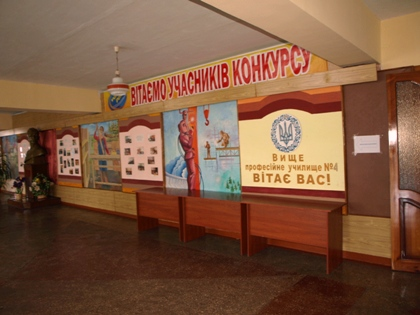 ВІТАЄМО УЧАСНИКІВ КОНКУРСУ
ВИЩЕ
професійне училище №4
ВІТАЄ ВАС!